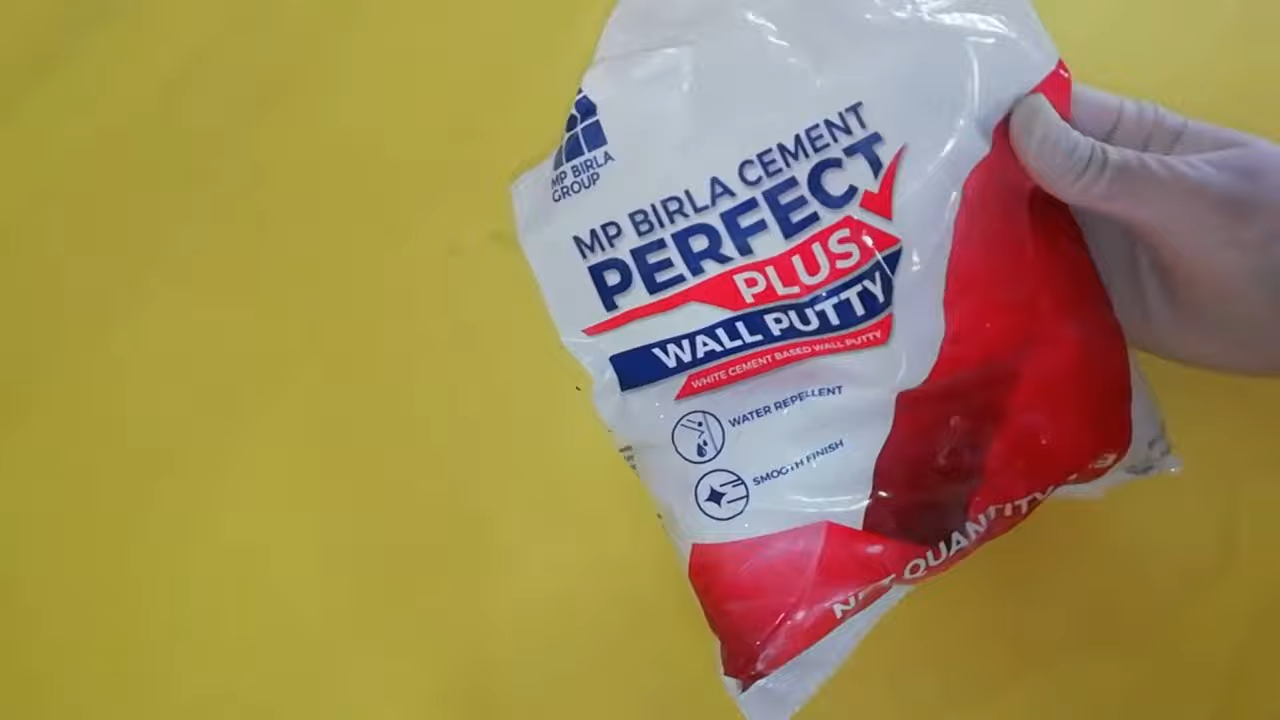 MP BIRLA
GROUP
MP BIRLA CEMENT
PERFECT
PLUS
WALL PUTTY
WHITE CEMENT BASED WALL PUTTY
WATER REPELLENT
SMOOTH FINISH
NET QUANTITY